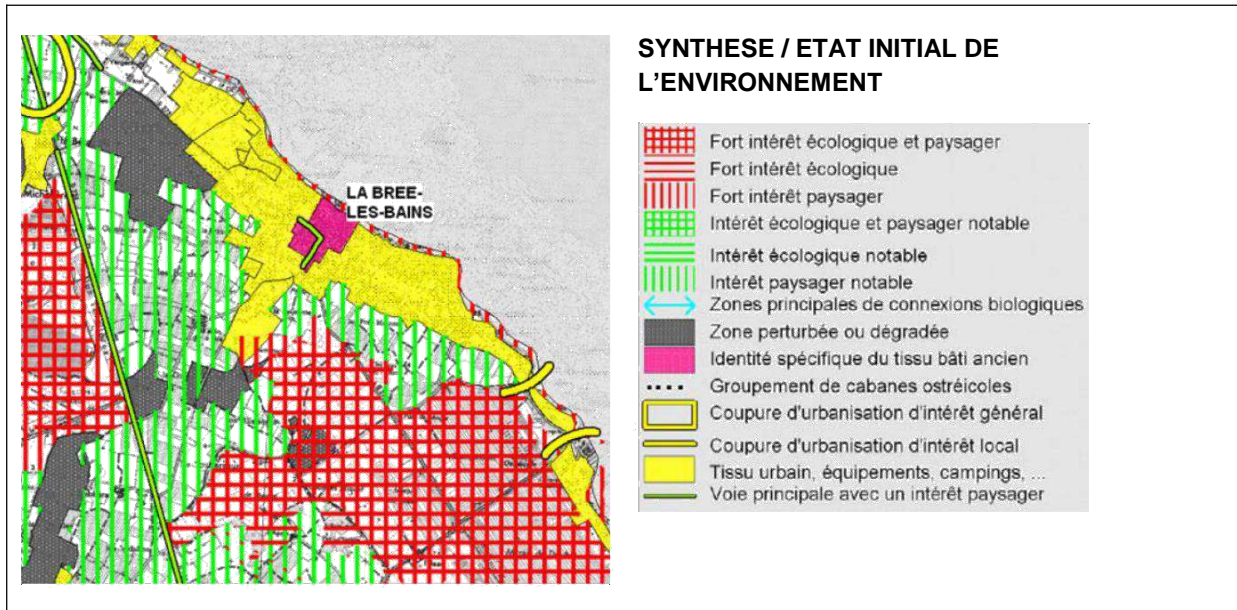 SYNTHESE / ETAT INITIAL DE
L'ENVIRONNEMENT
LA BREE-
LES-BAINS
Fort intérêt écologique et paysager
Fort intérêt écologique
Fort intérêt paysager
Intérêt écologique et paysager notable
Intérêt écologique notable
Intérêt paysager notable
Zones principales de connexions biologiques
Zone perturbée ou dégradée
Identité spécifique du tissu bâti ancien
Groupement de cabanes ostréicoles
Coupure d'urbanisation d'intérêt général
Coupure d'urbanisation d'intérêt local
Tissu urbain, équipements, campings, ...
Voie principale avec un intérêt paysager